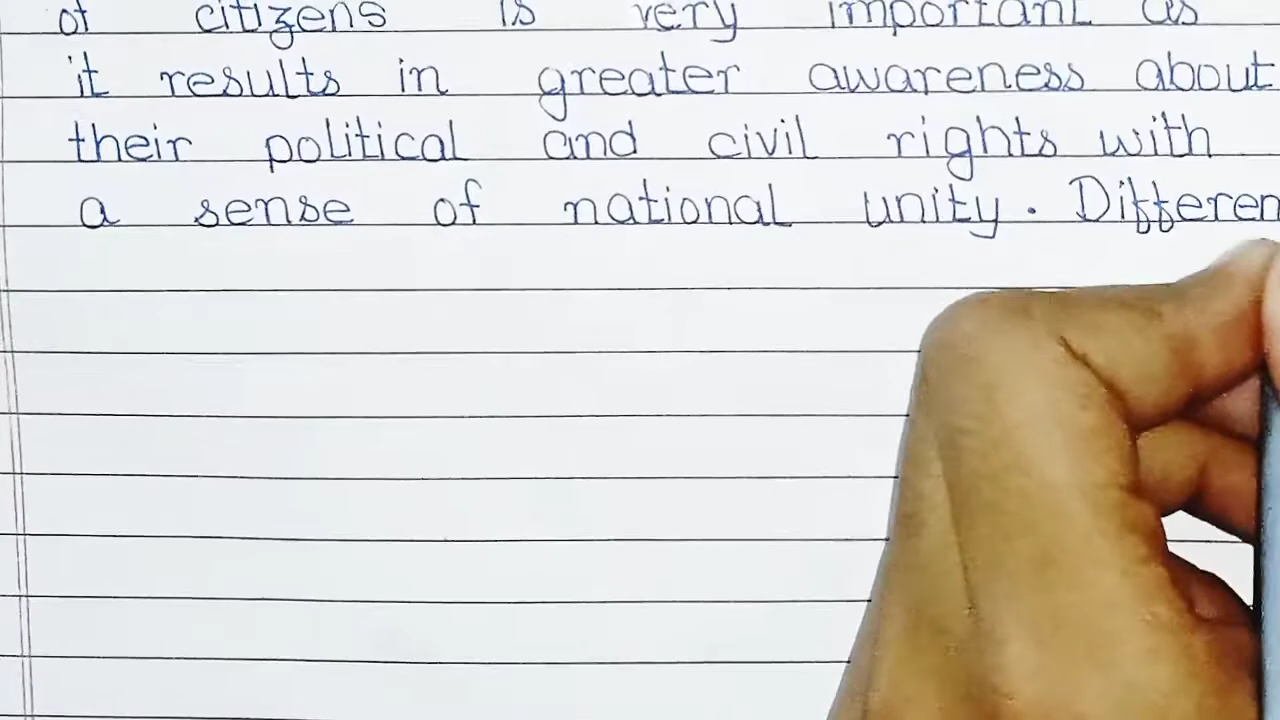 of citizens is very important as
it results in greater awareness about
their political and civil rights with
a sense of national unity. Differen